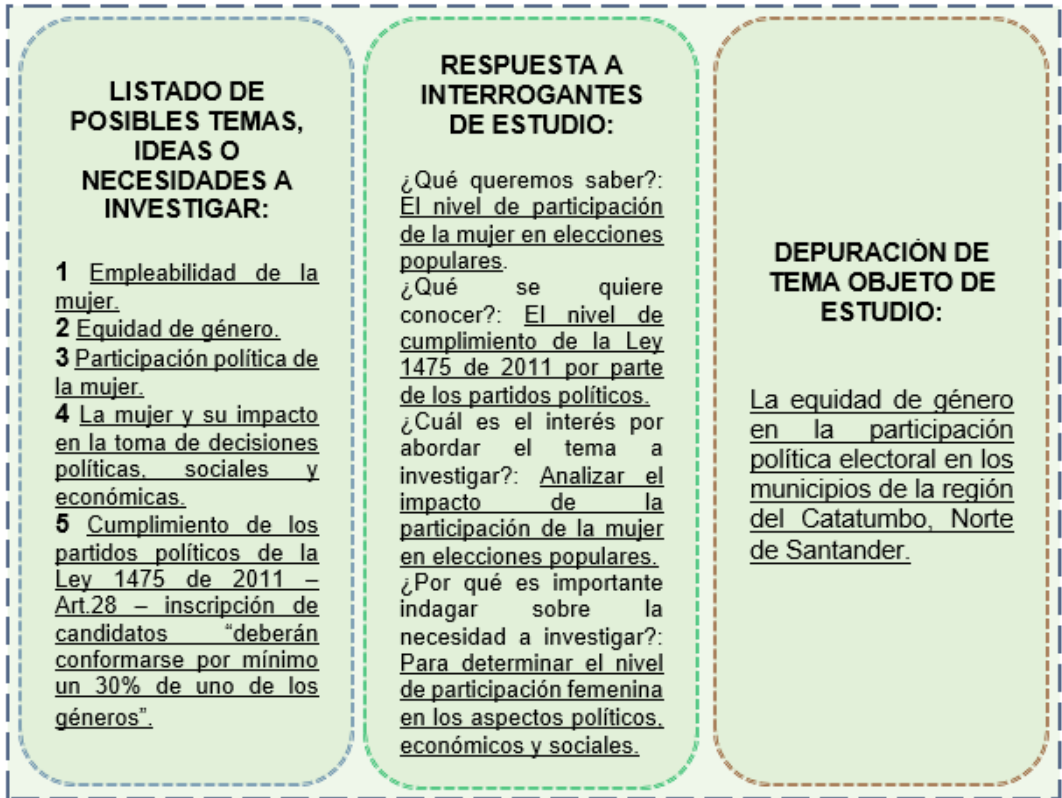 LISTADO DE
POSIBLES TEMAS,
IDEAS O
NECESIDADES A
INVESTIGAR:
1 Empleabilidad de la
mujer.
2 Equidad de género.
3 Participación política de
la mujer.
4 La mujer y su impacto
en la toma de decisiones
políticas, sociales y
económicas.
5 Cumplimiento de los
partidos políticos de la
Ley 1475 de 2011 –
Art.28 – inscripción de
candidatos “deberán
conformarse por mínimo
un 30% de uno de los
géneros”.
RESPUESTA A
INTERROGANTES
DE ESTUDIO:
¿Qué queremos saber?:
El nivel de participación
de la mujer en elecciones
populares.
¿Qué se quiere
conocer?: El nivel de
cumplimiento de la Ley
1475 de 2011 por parte
de los partidos políticos.
¿Cuál es el interés por
abordar el tema a
investigar?: Analizar el
impacto de la
participación de la mujer
en elecciones populares.
¿Por qué es importante
indagar sobre la
necesidad a investigar?:
Para determinar el nivel
de participación femenina
en los aspectos políticos,
económicos y sociales.
DEPURACIÓN DE
TEMA OBJETO DE
ESTUDIO:
La equidad de género
en la participación
política electoral en los
municipios de la región
del Catatumbo, Norte
de Santander.